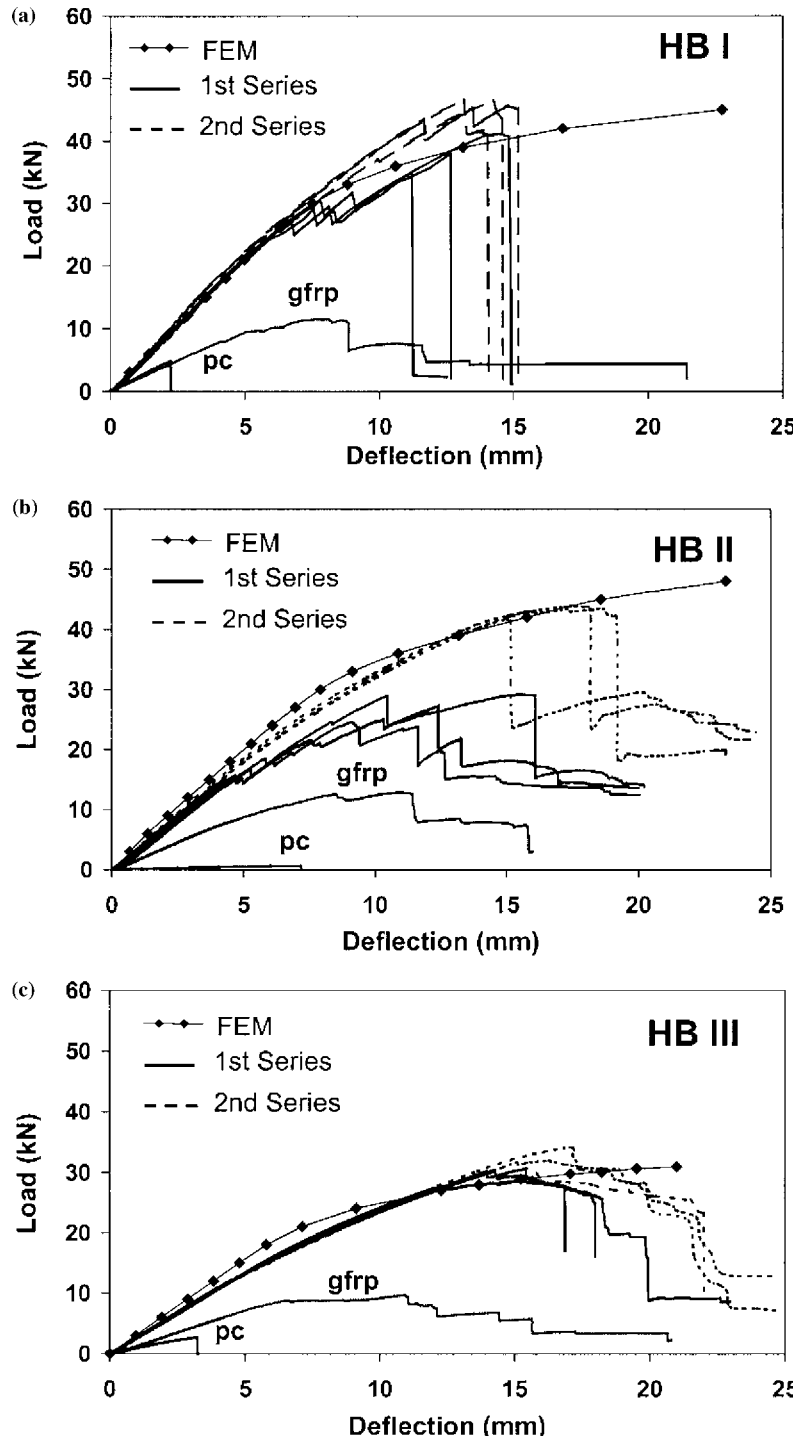 (a)
60
50
40
30
20
10
0
Load (kN)
FEM
1st Series
2nd Series
HB I
gfrp
pc
0 5 10 15 20 25
Deflection (mm)
(b)
60
50
40
30
20
10
0
Load (kN)
FEM
1st Series
2nd Series
HB II
gfrp
pc
0 5 10 15 20 25
Deflection (mm)
(c)
60
50
40
30
20
10
0
Load (kN)
FEM
1st Series
2nd Series
HB III
gfrp
pc
0 5 10 15 20 25
Deflection (mm)